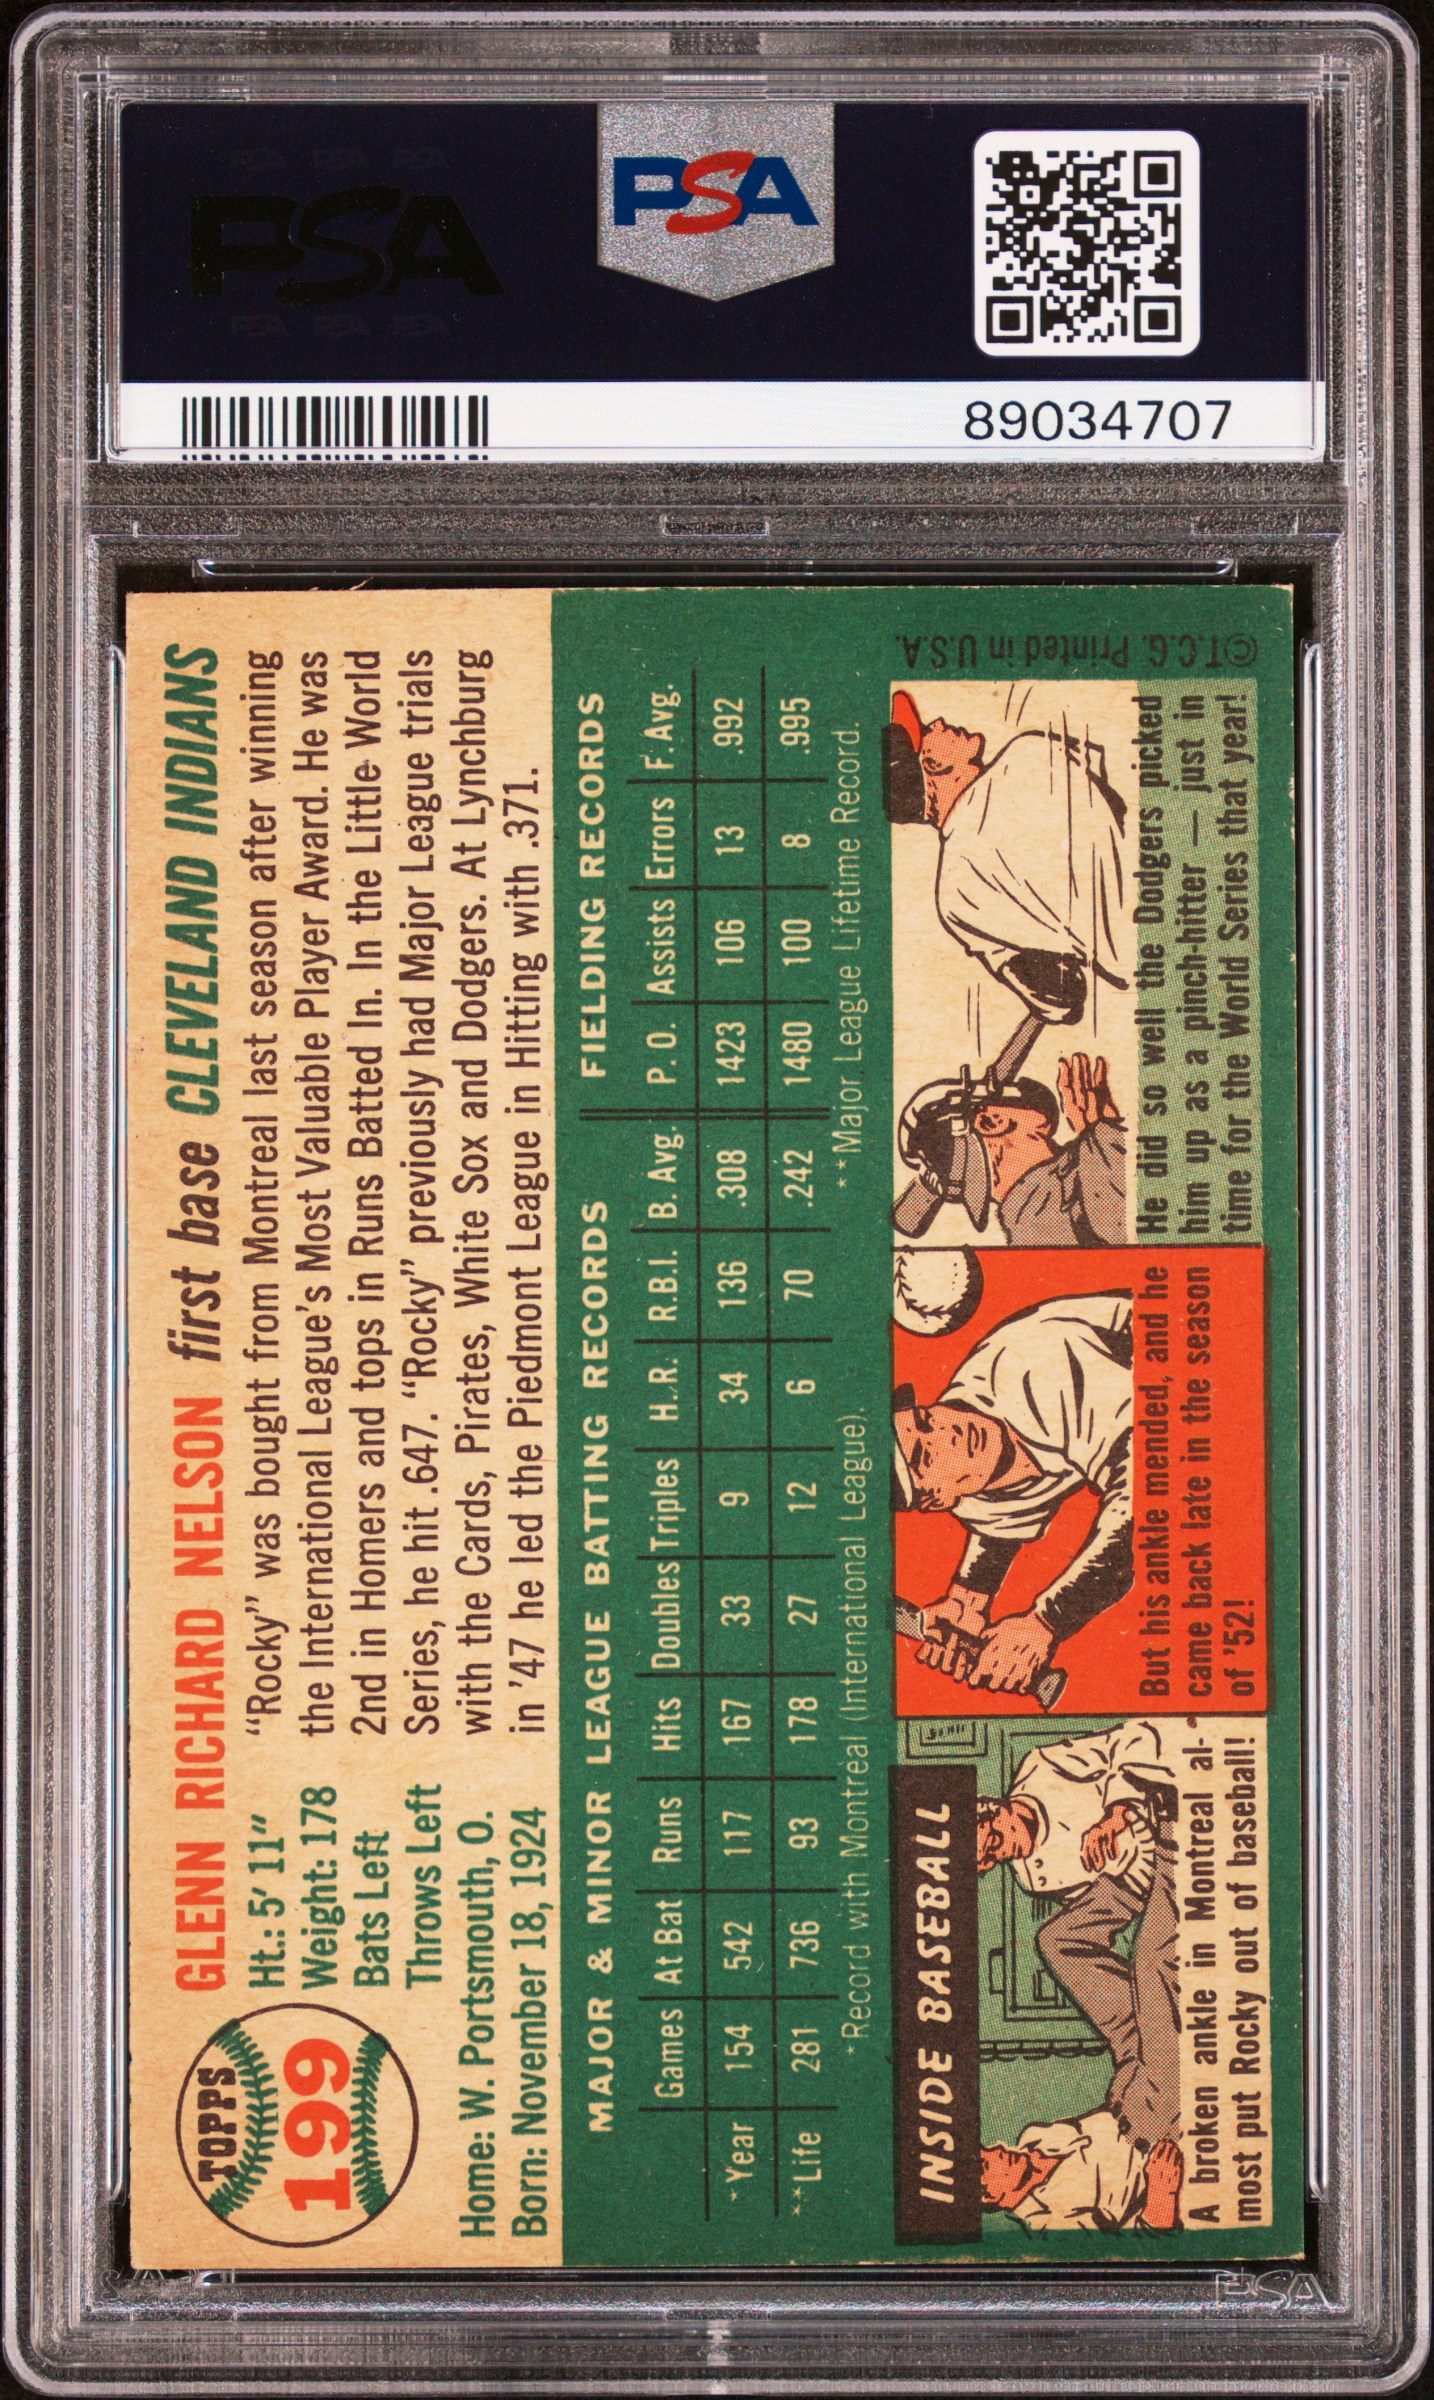 PSA
PSA
89034707
TOPPS
199
GLENN RICHARD NELSON first base CLEVELAND INDIANS
Ht.: 5' 11"
Weight: 178
Bats Left
Throws Left
Home: W. Portsmouth, O.
Born: November 18, 1924
"Rocky" was bought from Montreal last season after winning
the International League's Most Valuable Player Award. He was
2nd in Homers and tops in Runs Batted In. In the Little World
Series, he hit .647. "Rocky" previously had Major League trials
with the Cards, Pirates, White Sox and Dodgers. At Lynchburg
in '47 he led the Piedmont League in Hitting with .371.
MAJOR & MINOR LEAGUE BATTING RECORDS FIELDING RECORDS
Games At Bat Runs Hits Doubles Triples H.R. R.B.I. B. Avg. P.O. Assists Errors F. Avg.
*Year 154 542 117 167 33 9 34 136 .308 1423 106 13 .992
**Life 281 736 93 178 27 12 6 70 .242 1480 100 8 .995
*Record with Montreal (International League). **Major League Lifetime Record.
INSIDE BASEBALL
A broken ankle in Montreal al-
most put Rocky out of baseball!
But his ankle mended, and he
came back late in the season
of '52!
He did so well the Dodgers picked
him up as a pinch-hitter — just in
time for the World Series that year!
©T.C.G. Printed in U.S.A.
PSA